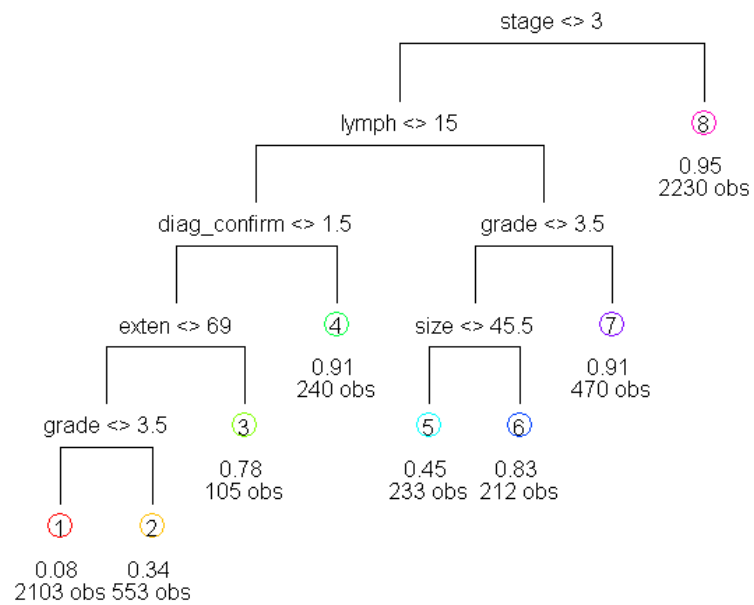 stage <> 3
lymph <> 15
8
0.95
2230 obs
diag_confirm <> 1.5
grade <> 3.5
exten <> 69
4
size <> 45.5
7
0.91
240 obs
0.91
470 obs
grade <> 3.5
3
5
6
0.78
105 obs
0.45
233 obs
0.83
212 obs
1
2
0.08
2103 obs
0.34
553 obs